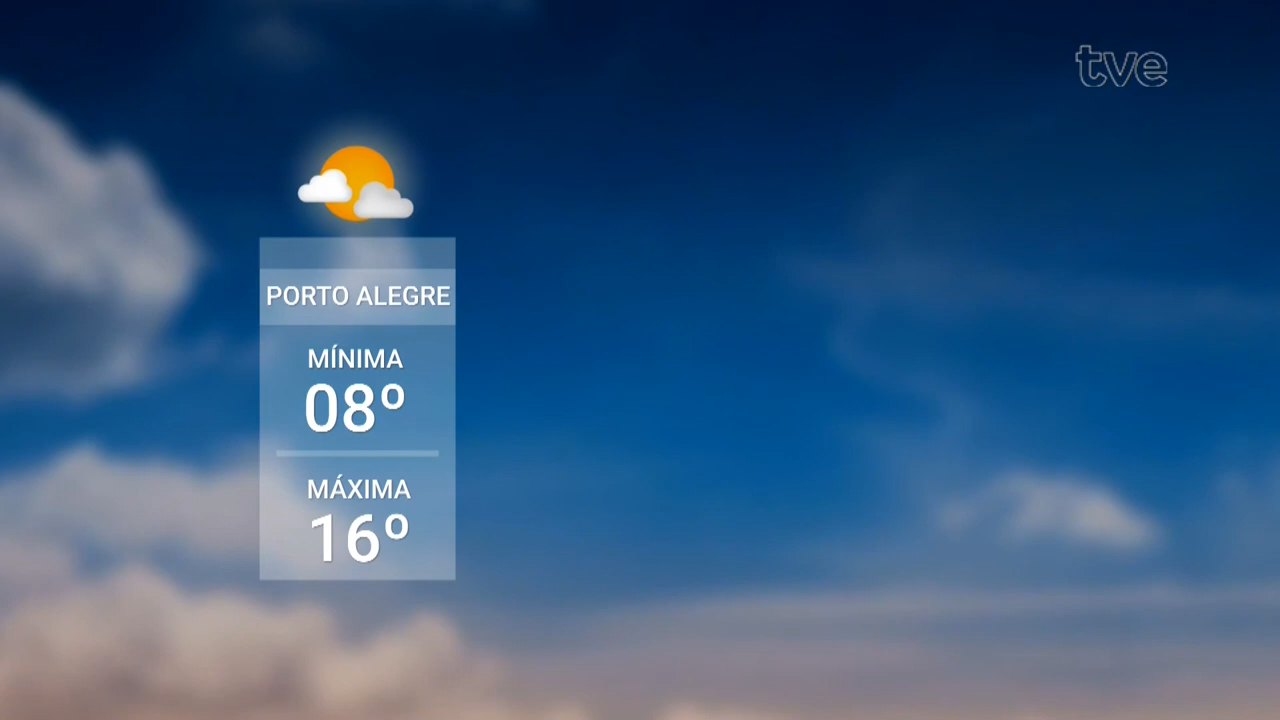 tve
PORTO ALEGRE
MÍNIMA
08º
MÁXIMA
16º